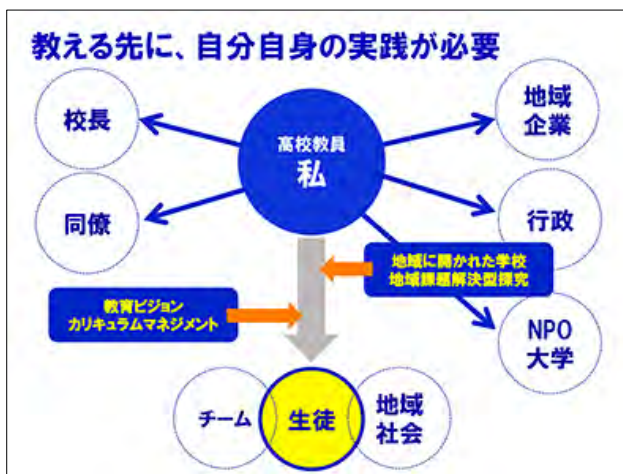 教える先に、自分自身の実践が必要
校長
高校教員
私
地域
企業
同僚
行政
地域に開かれた学校
地域課題解決型探究
教育ビジョン
カリキュラムマネジメント
NPO
大学
チーム
生徒
地域
社会